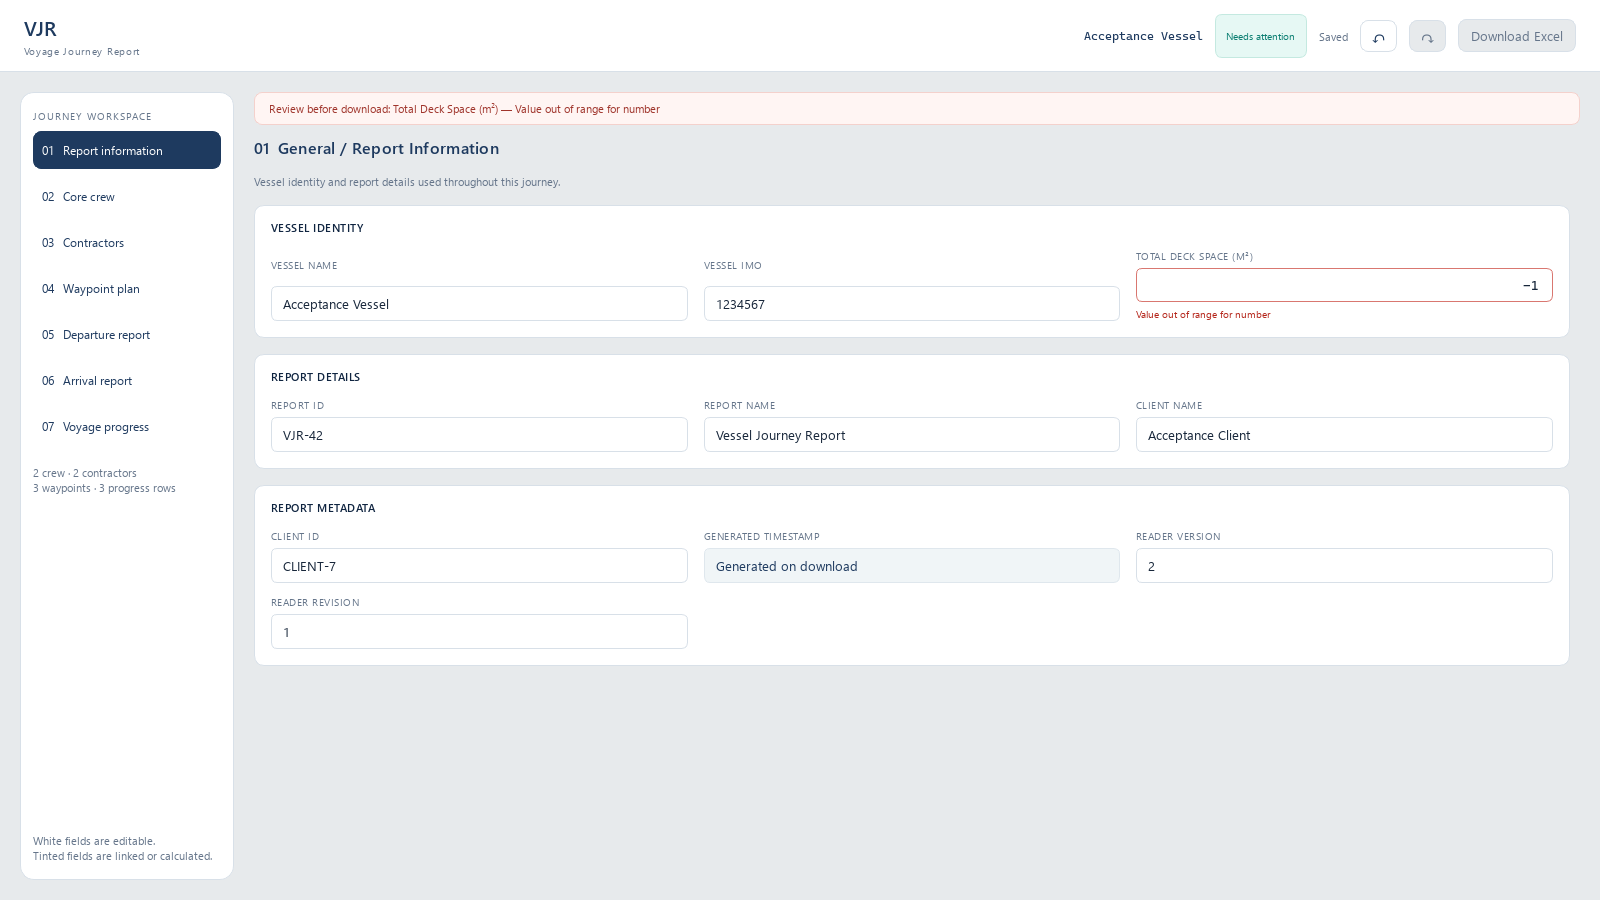 VJR
Voyage Journey Report
Acceptance Vessel
Needs attention
Saved
Download Excel
JOURNEY WORKSPACE
01 Report information
02 Core crew
03 Contractors
04 Waypoint plan
05 Departure report
06 Arrival report
07 Voyage progress
2 crew · 2 contractors
3 waypoints · 3 progress rows
White fields are editable.
Tinted fields are linked or calculated.
Review before download: Total Deck Space (m²) — Value out of range for number
01 General / Report Information
Vessel identity and report details used throughout this journey.
VESSEL IDENTITY
VESSEL NAME
Acceptance Vessel
VESSEL IMO
1234567
TOTAL DECK SPACE (M²)
−1
Value out of range for number
REPORT DETAILS
REPORT ID
VJR-42
REPORT NAME
Vessel Journey Report
CLIENT NAME
Acceptance Client
REPORT METADATA
CLIENT ID
CLIENT-7
GENERATED TIMESTAMP
Generated on download
READER VERSION
2
READER REVISION
1